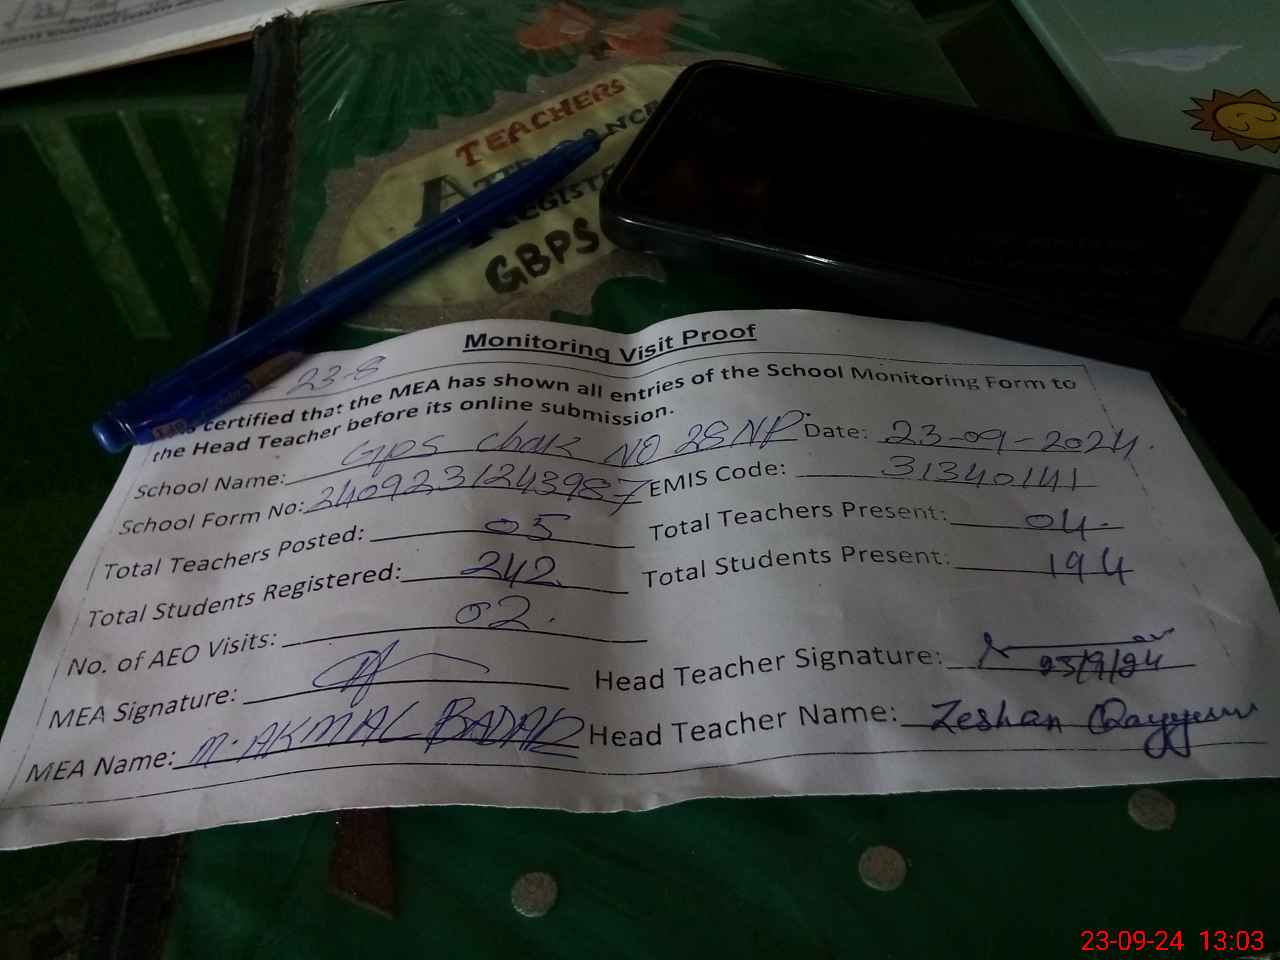 TEACHERS
REGISTE
GBPS
Monitoring Visit Proof
23-8
certified that the MEA has shown all entries of the School Monitoring Form to
the Head Teacher before its online submission.
School Name: GPS Chak NO 28 NP. Date: 23-09-2024.
School Form No: 2409231243987 EMIS Code: 31340141
Total Teachers Posted: 05 Total Teachers Present: 04.
Total Students Registered: 242 Total Students Present: 194
No. of AEO Visits: 02.
MEA Signature: Head Teacher Signature: 23/9/24
MEA Name: M. AKMAL BADAR Head Teacher Name: Zeshan Qayyum
23-09-24 13:03